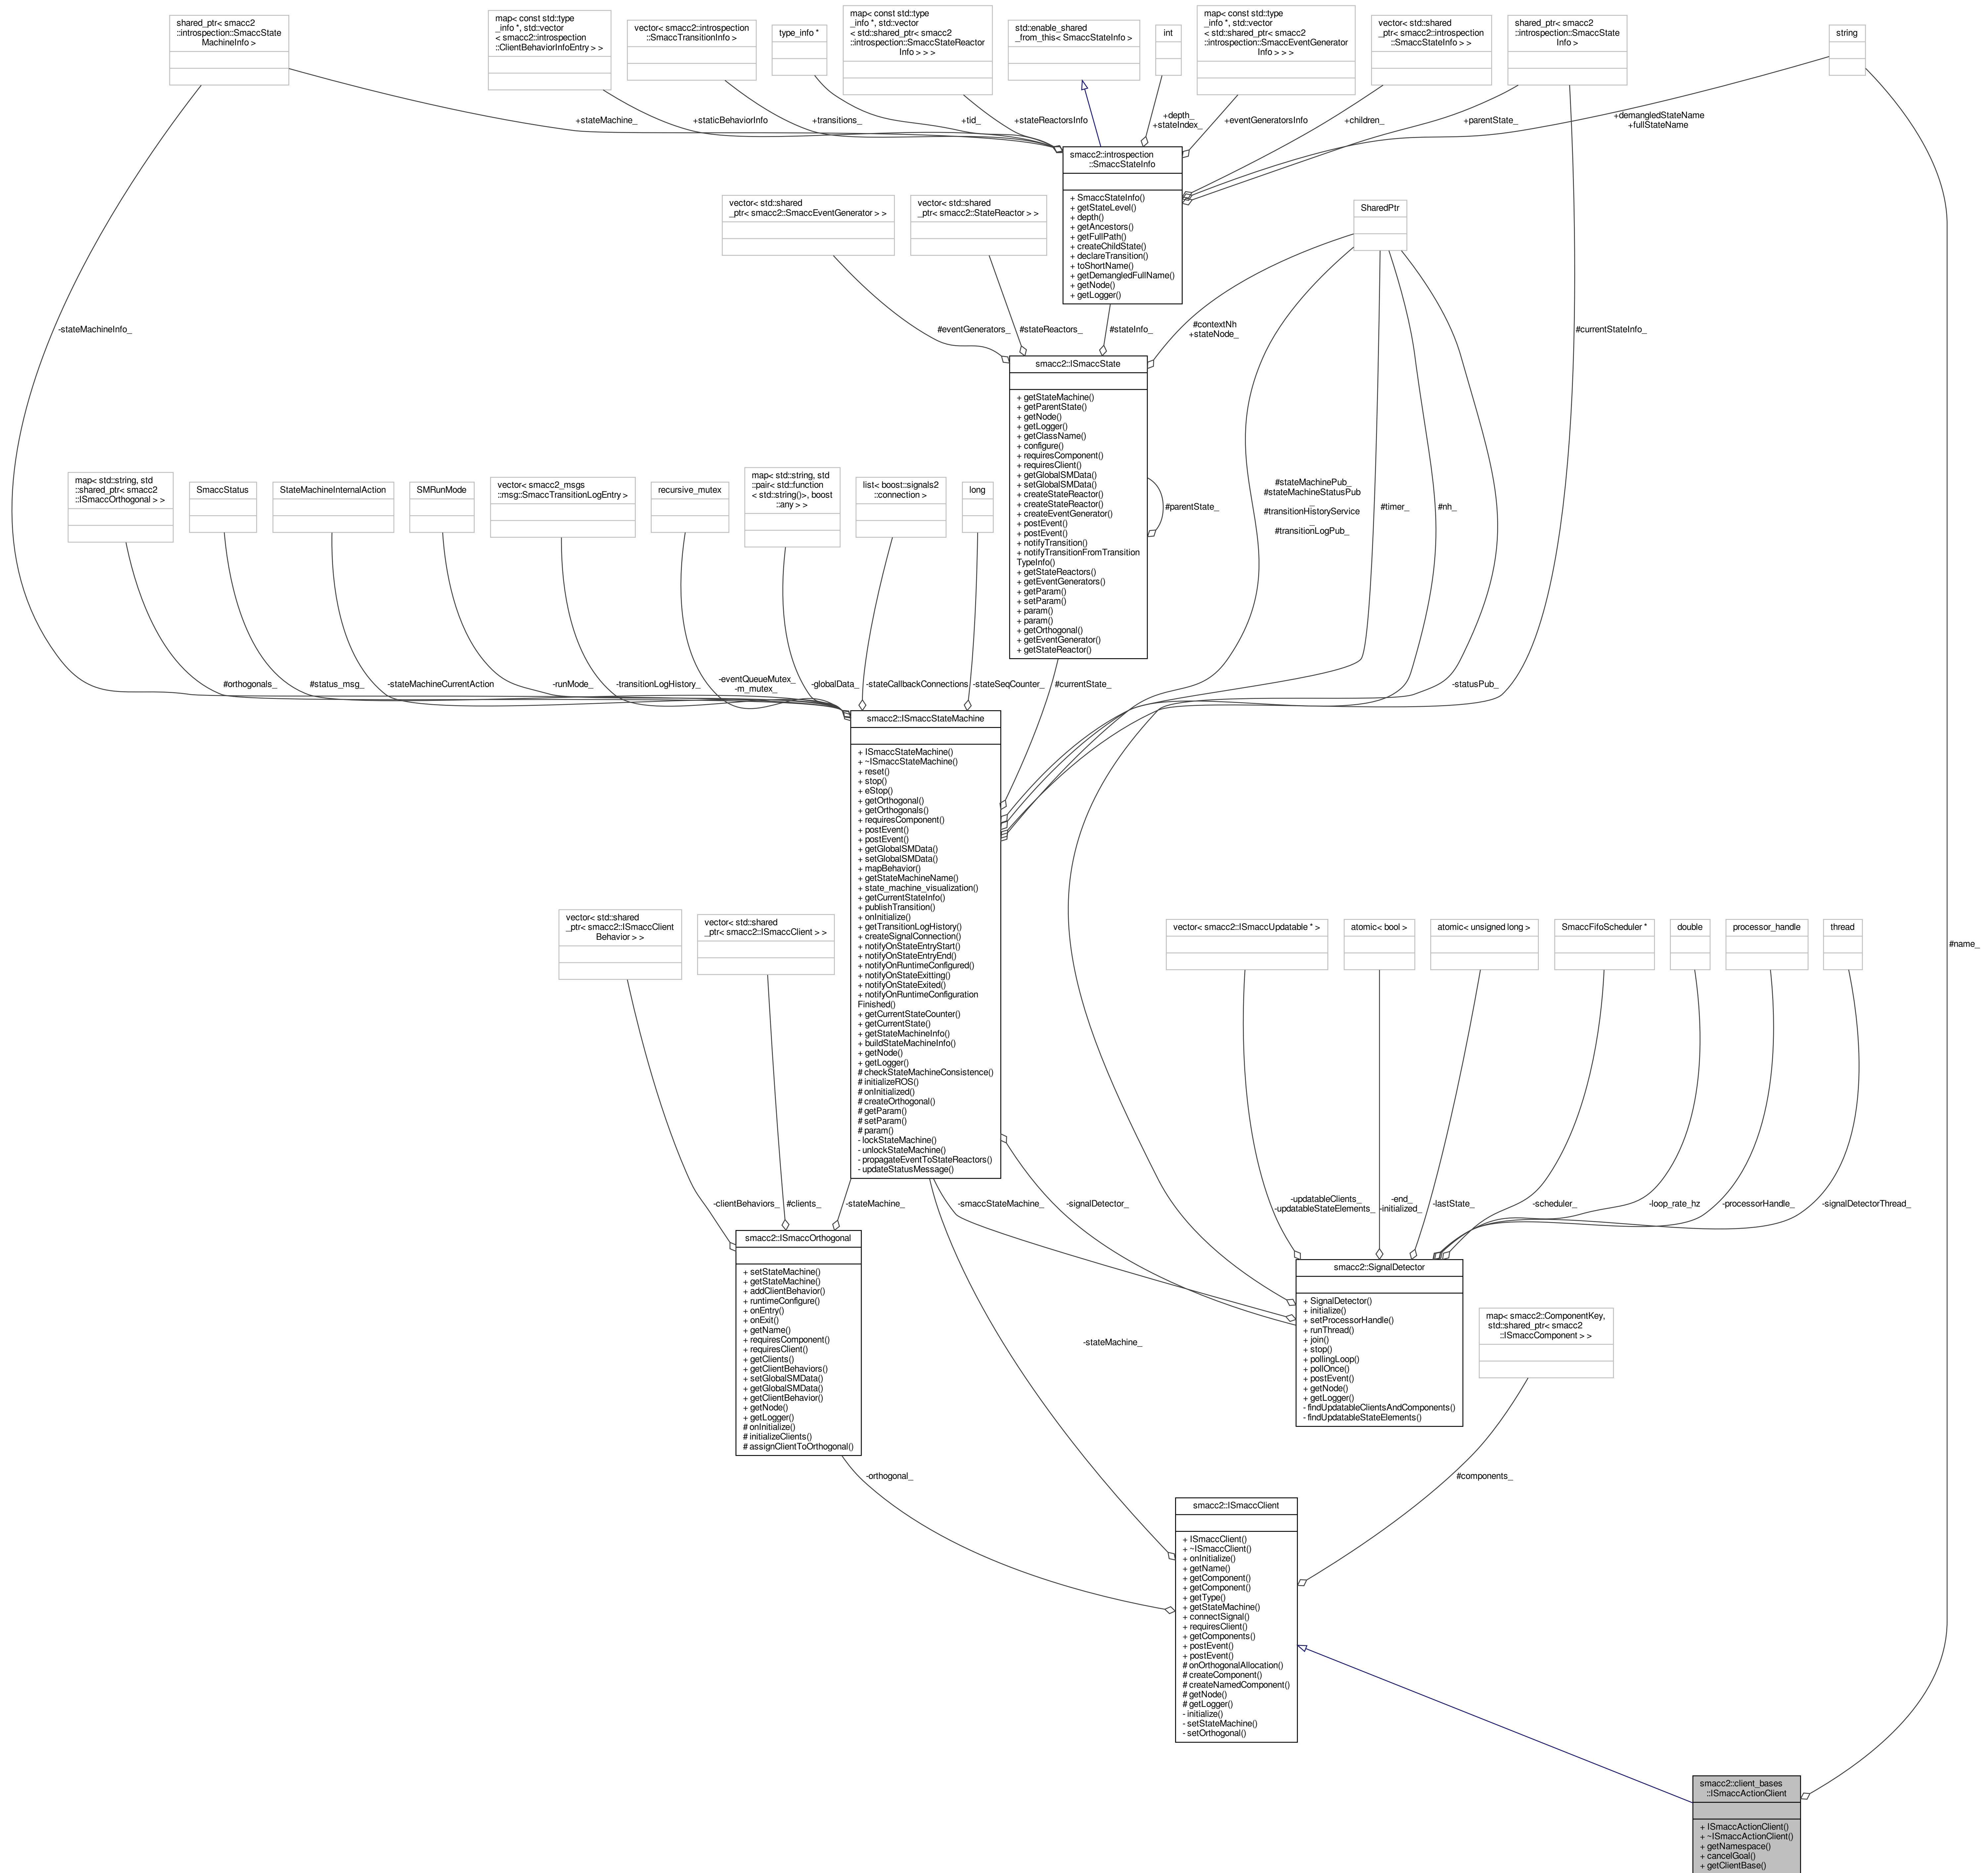 shared_ptr< smacc2
::introspection::SmaccState
MachineInfo >
map< const std::type
_info *, std::vector
< smacc2::introspection
::ClientBehaviorInfoEntry > >
vector< smacc2::introspection
::SmaccTransitionInfo >
type_info *
map< const std::type
_info *, std::vector
< std::shared_ptr< smacc2
::introspection::SmaccStateReactor
Info > > >
std::enable_shared
_from_this< SmaccStateInfo >
int
map< const std::type
_info *, std::vector
< std::shared_ptr< smacc2
::introspection::SmaccEventGenerator
Info > > >
vector< std::shared
_ptr< smacc2::introspection
::SmaccStateInfo > >
shared_ptr< smacc2
::introspection::SmaccState
Info >
string
+stateMachine_
+staticBehaviorInfo
+transitions_
+tid_
+stateReactorsInfo
+depth_
+stateIndex_
+eventGeneratorsInfo
+children_
+parentState_
+demangledStateName
+fullStateName
smacc2::introspection
::SmaccStateInfo
+ SmaccStateInfo()
+ getStateLevel()
+ depth()
+ getAncestors()
+ getFullPath()
+ createChildState()
+ declareTransition()
+ toShortName()
+ getDemangledFullName()
+ getNode()
+ getLogger()
vector< std::shared
_ptr< smacc2::SmaccEventGenerator > >
vector< std::shared
_ptr< smacc2::StateReactor > >
SharedPtr
-stateMachineInfo_
#eventGenerators_
#stateReactors_
#stateInfo_
#contextNh
+stateNode_
#currentStateInfo_
smacc2::ISmaccState
+ getStateMachine()
+ getParentState()
+ getNode()
+ getLogger()
+ getClassName()
+ configure()
+ requiresComponent()
+ requiresClient()
+ getGlobalSMData()
+ setGlobalSMData()
+ createStateReactor()
+ createStateReactor()
+ createEventGenerator()
+ postEvent()
+ postEvent()
+ notifyTransition()
+ notifyTransitionFromTransition
TypeInfo()
+ getStateReactors()
+ getEventGenerators()
+ getParam()
+ setParam()
+ param()
+ param()
+ getOrthogonal()
+ getEventGenerator()
+ getStateReactor()
#parentState_
#stateMachinePub_
#stateMachineStatusPub
_
#transitionHistoryService
_
#transitionLogPub_
#timer_
#nh_
map< std::string, std
::shared_ptr< smacc2
::ISmaccOrthogonal > >
SmaccStatus
StateMachineInternalAction
SMRunMode
vector< smacc2_msgs
::msg::SmaccTransitionLogEntry >
recursive_mutex
map< std::string, std
::pair< std::function
< std::string()>, boost
::any > >
list< boost::signals2
::connection >
long
#orthogonals_
#status_msg_
-stateMachineCurrentAction
-runMode_
-transitionLogHistory_
-eventQueueMutex_
-m_mutex_
-globalData_
-stateCallbackConnections
-stateSeqCounter_
#currentState_
-statusPub_
smacc2::ISmaccStateMachine
+ ISmaccStateMachine()
+ ~ISmaccStateMachine()
+ reset()
+ stop()
+ eStop()
+ getOrthogonal()
+ getOrthogonals()
+ requiresComponent()
+ postEvent()
+ postEvent()
+ getGlobalSMData()
+ setGlobalSMData()
+ mapBehavior()
+ getStateMachineName()
+ state_machine_visualization()
+ getCurrentStateInfo()
+ publishTransition()
+ onInitialize()
+ getTransitionLogHistory()
+ createSignalConnection()
+ notifyOnStateEntryStart()
+ notifyOnStateEntryEnd()
+ notifyOnRuntimeConfigured()
+ notifyOnStateExitting()
+ notifyOnStateExited()
+ notifyOnRuntimeConfiguration
Finished()
+ getCurrentStateCounter()
+ getCurrentState()
+ getStateMachineInfo()
+ buildStateMachineInfo()
+ getNode()
+ getLogger()
# checkStateMachineConsistence()
# initializeROS()
# onInitialized()
# createOrthogonal()
# getParam()
# setParam()
# param()
- lockStateMachine()
- unlockStateMachine()
- propagateEventToStateReactors()
- updateStatusMessage()
vector< std::shared
_ptr< smacc2::ISmaccClient
Behavior > >
vector< std::shared
_ptr< smacc2::ISmaccClient > >
vector< smacc2::ISmaccUpdatable * >
atomic< bool >
atomic< unsigned long >
SmaccFifoScheduler *
double
processor_handle
thread
#name_
-clientBehaviors_
#clients_
-stateMachine_
-smaccStateMachine_
-signalDetector_
-updatableClients_
-updatableStateElements_
-end_
-initialized_
-lastState_
-scheduler_
-loop_rate_hz
-processorHandle_
-signalDetectorThread_
smacc2::ISmaccOrthogonal
+ setStateMachine()
+ getStateMachine()
+ addClientBehavior()
+ runtimeConfigure()
+ onEntry()
+ onExit()
+ getName()
+ requiresComponent()
+ requiresClient()
+ getClients()
+ getClientBehaviors()
+ setGlobalSMData()
+ getGlobalSMData()
+ getClientBehavior()
+ getNode()
+ getLogger()
# onInitialize()
# initializeClients()
# assignClientToOrthogonal()
smacc2::SignalDetector
+ SignalDetector()
+ initialize()
+ setProcessorHandle()
+ runThread()
+ join()
+ stop()
+ pollingLoop()
+ pollOnce()
+ postEvent()
+ getNode()
+ getLogger()
- findUpdatableClientsAndComponents()
- findUpdatableStateElements()
map< smacc2::ComponentKey,
std::shared_ptr< smacc2
::ISmaccComponent > >
-stateMachine_
-orthogonal_
#components_
smacc2::ISmaccClient
+ ISmaccClient()
+ ~ISmaccClient()
+ onInitialize()
+ getName()
+ getComponent()
+ getComponent()
+ getType()
+ getStateMachine()
+ connectSignal()
+ requiresClient()
+ getComponents()
+ postEvent()
+ postEvent()
# onOrthogonalAllocation()
# createComponent()
# createNamedComponent()
# getNode()
# getLogger()
- initialize()
- setStateMachine()
- setOrthogonal()
smacc2::client_bases
::ISmaccActionClient
+ ISmaccActionClient()
+ ~ISmaccActionClient()
+ getNamespace()
+ cancelGoal()
+ getClientBase()